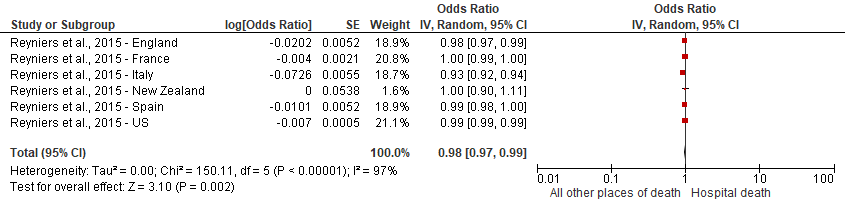 Odds Ratio Odds Ratio
Study or Subgroup log[Odds Ratio] SE Weight IV, Random, 95% CI IV, Random, 95% CI
Reyniers et al., 2015 - England -0.0202 0.0052 18.9% 0.98 [0.97, 0.99]
Reyniers et al., 2015 - France -0.004 0.0021 20.8% 1.00 [0.99, 1.00]
Reyniers et al., 2015 - Italy -0.0726 0.0055 18.7% 0.93 [0.92, 0.94]
Reyniers et al., 2015 - New Zealand 0 0.0538 1.6% 1.00 [0.90, 1.11]
Reyniers et al., 2015 - Spain -0.0101 0.0052 18.9% 0.99 [0.98, 1.00]
Reyniers et al., 2015 - US -0.007 0.0005 21.1% 0.99 [0.99, 0.99]
Total (95% CI) 100.0% 0.98 [0.97, 0.99]
Heterogeneity: Tau² = 0.00; Chi² = 150.11, df = 5 (P < 0.00001); I² = 97%
Test for overall effect: Z = 3.10 (P = 0.002)
0.01 0.1 1 10 100
All other places of death Hospital death